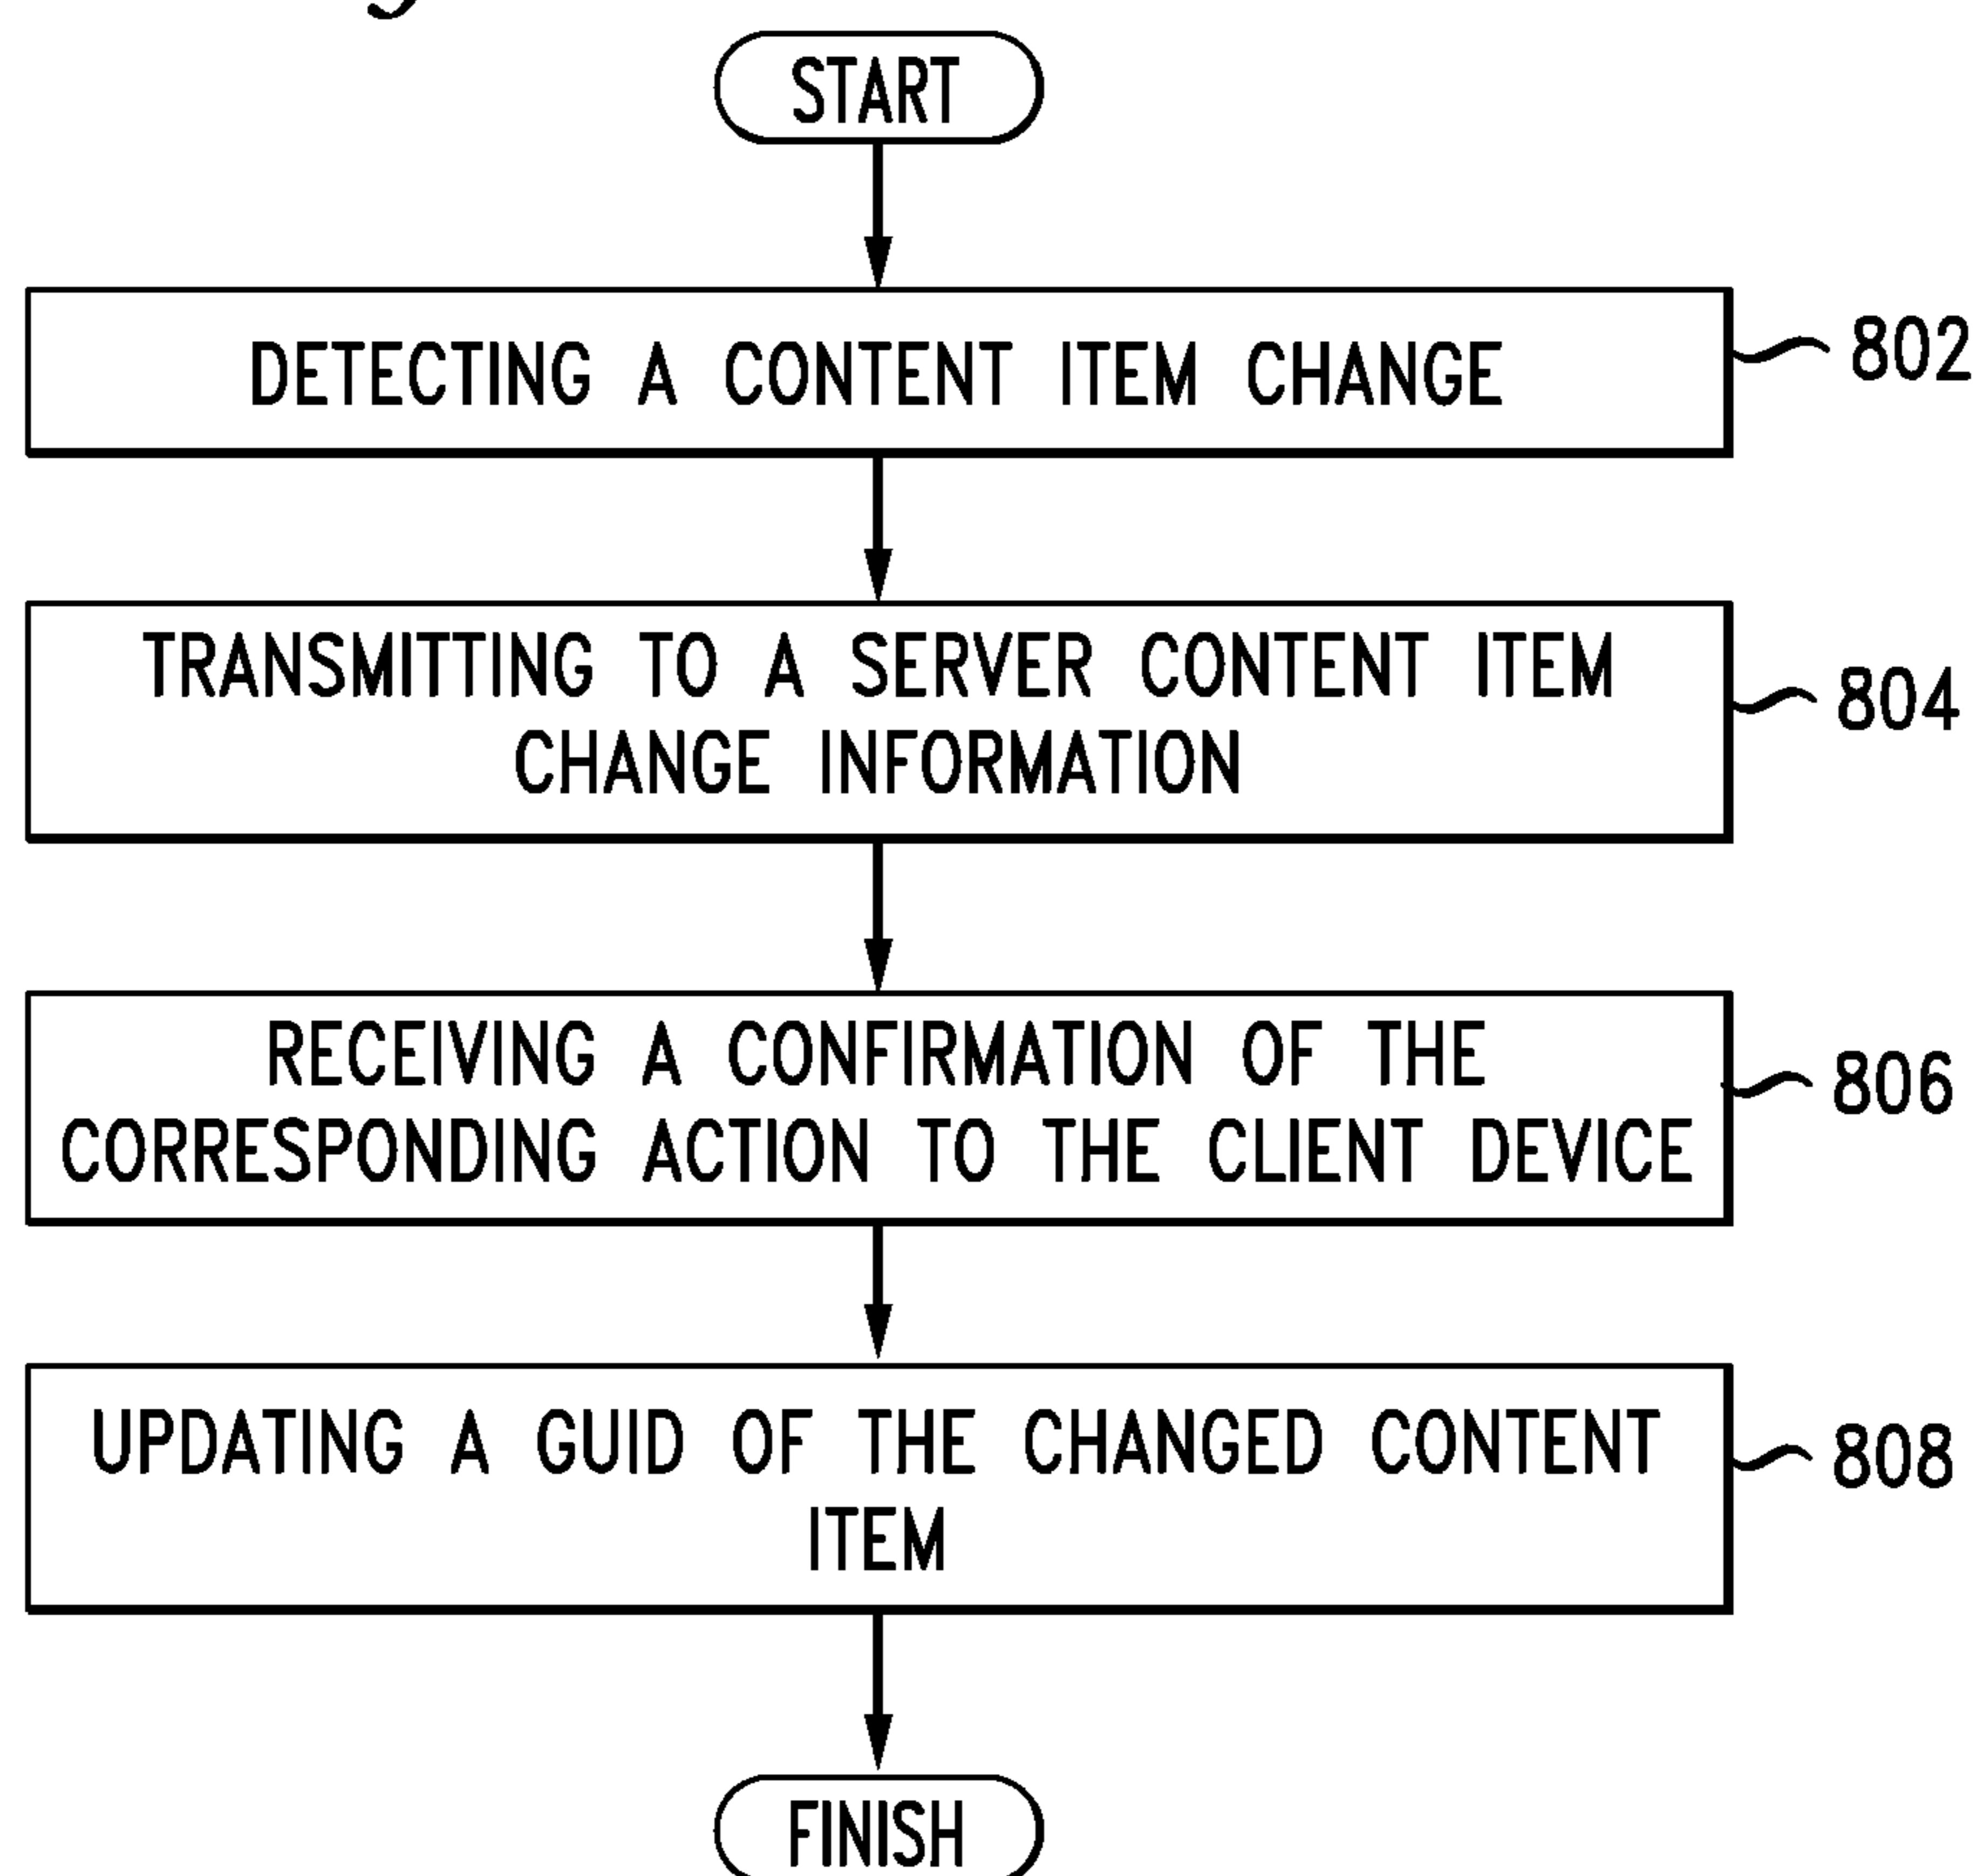 START
DETECTING A CONTENT ITEM CHANGE
802
TRANSMITTING TO A SERVER CONTENT ITEM
CHANGE INFORMATION
804
RECEIVING A CONFIRMATION OF THE
CORRESPONDING ACTION TO THE CLIENT DEVICE
806
UPDATING A GUID OF THE CHANGED CONTENT
ITEM
808
FINISH